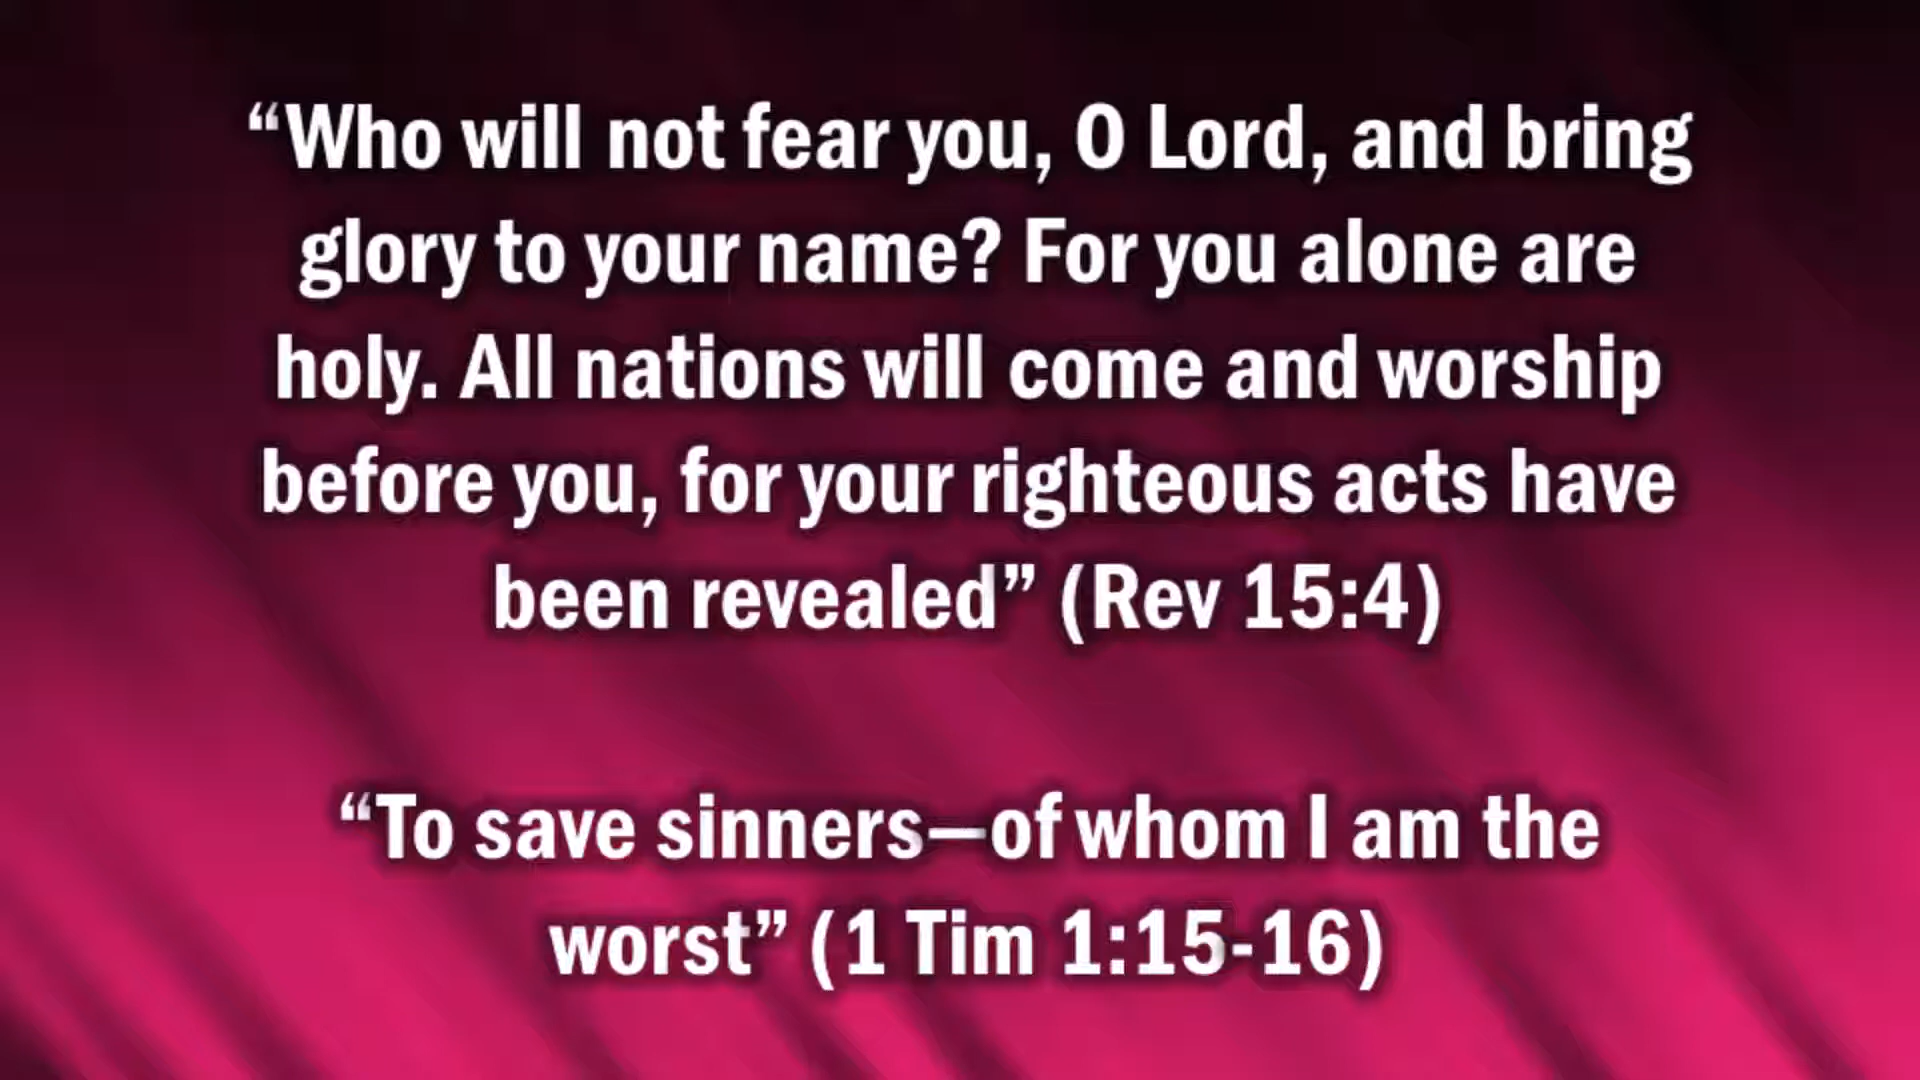 “Who will not fear you, O Lord, and bring
glory to your name? For you alone are
holy. All nations will come and worship
before you, for your righteous acts have
been revealed” (Rev 15:4)
“To save sinners—of whom I am the
worst” (1 Tim 1:15-16)